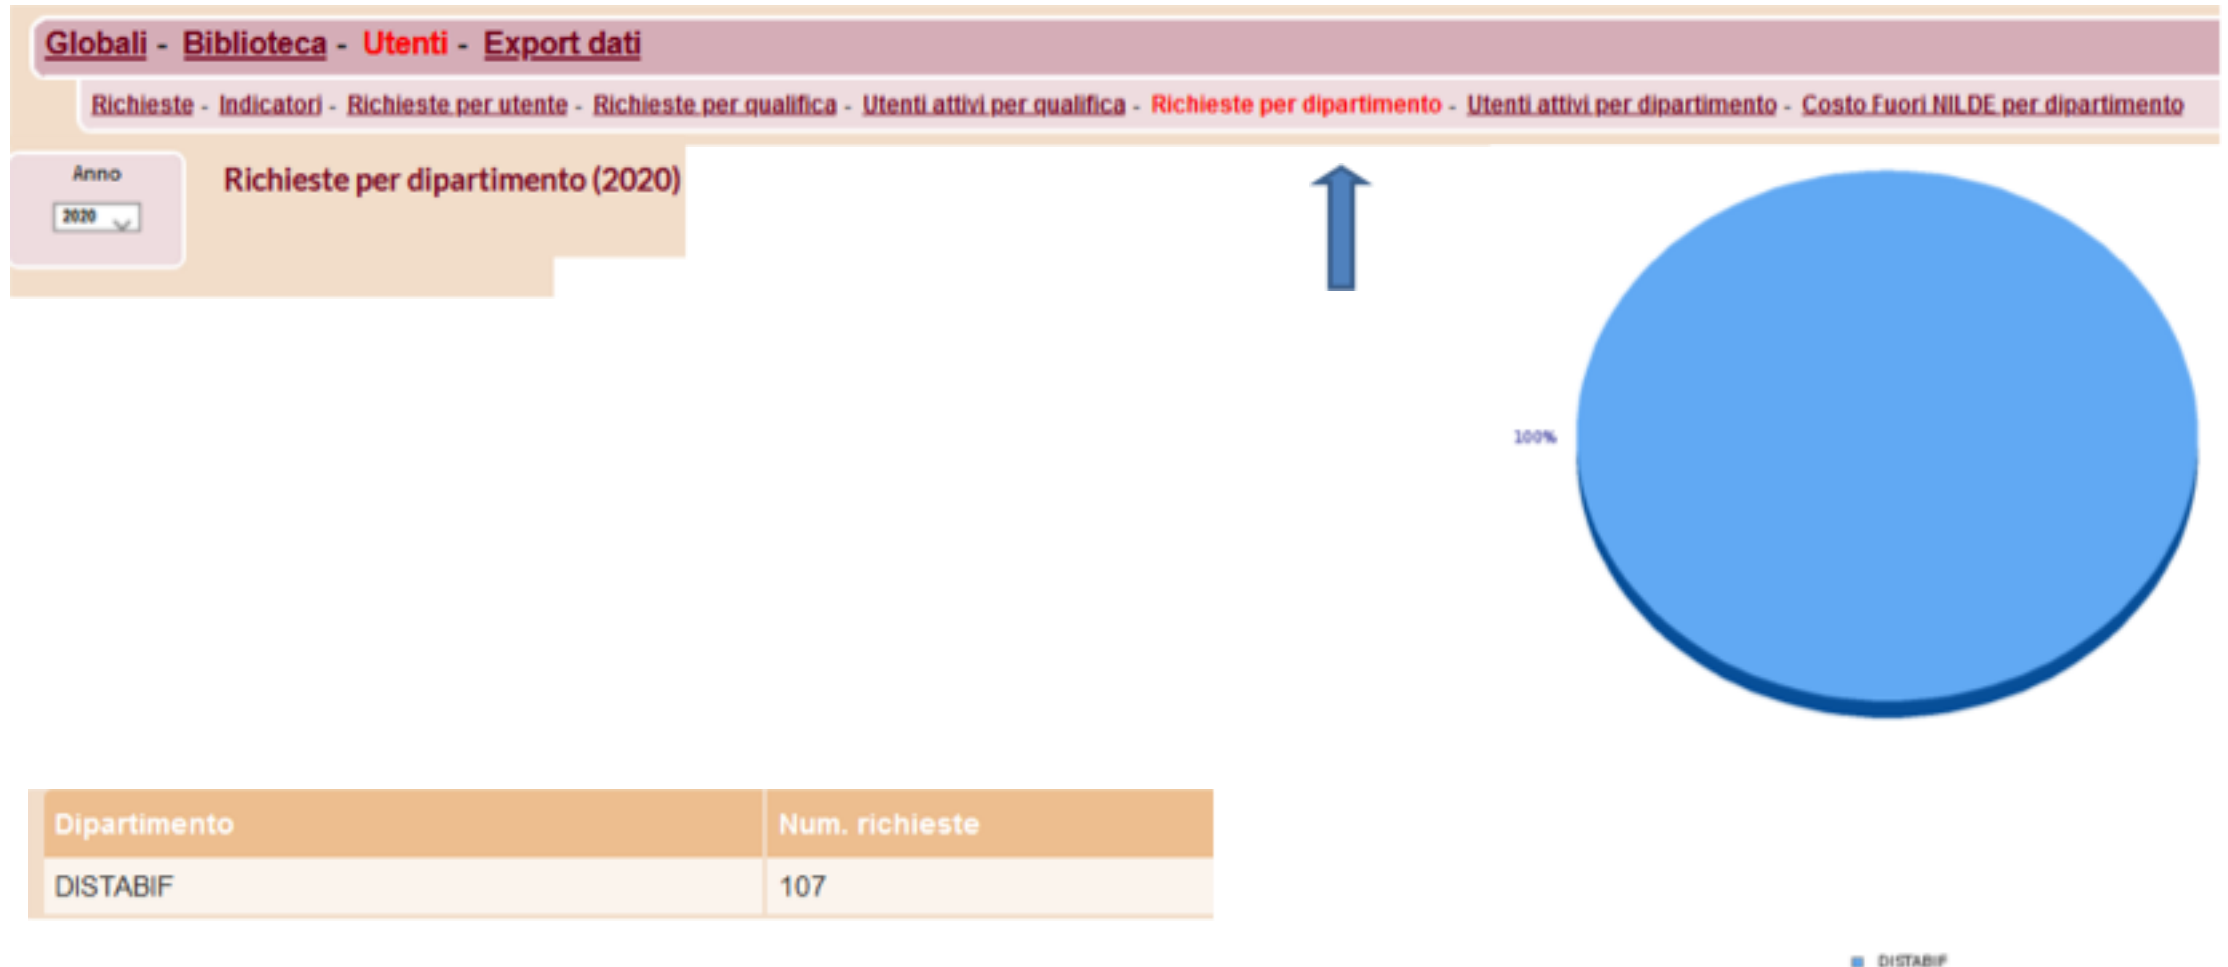 Globali - Biblioteca - Utenti - Export dati
Richieste - Indicatori - Richieste per utente - Richieste per qualifica - Utenti attivi per qualifica - Richieste per dipartimento - Utenti attivi per dipartimento - Costo Fuori NILDE per dipartimento
Anno
2020
Richieste per dipartimento (2020)
100%
Dipartimento Num. richieste
DISTABIF 107
DISTABIF